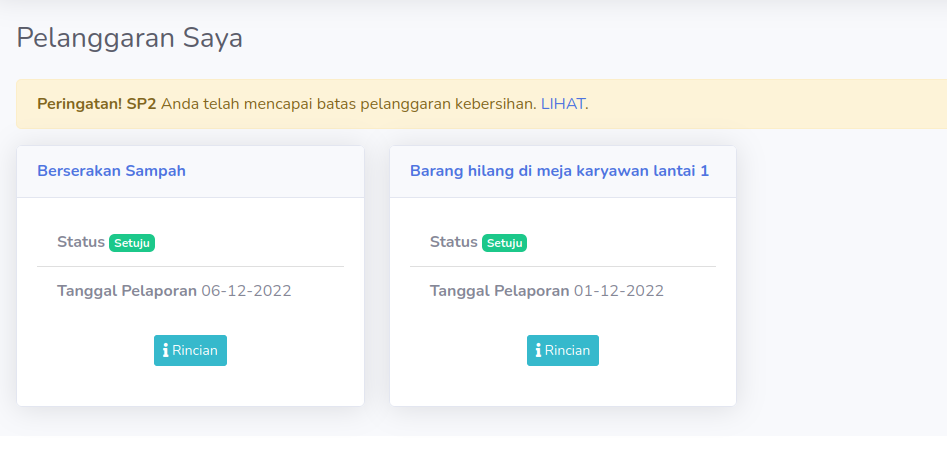 Pelanggaran Saya
Peringatan! SP2 Anda telah mencapai batas pelanggaran kebersihan. LIHAT.
Berserakan Sampah
Status Setuju
Tanggal Pelaporan 06-12-2022
Rincian
Barang hilang di meja karyawan lantai 1
Status Setuju
Tanggal Pelaporan 01-12-2022
Rincian